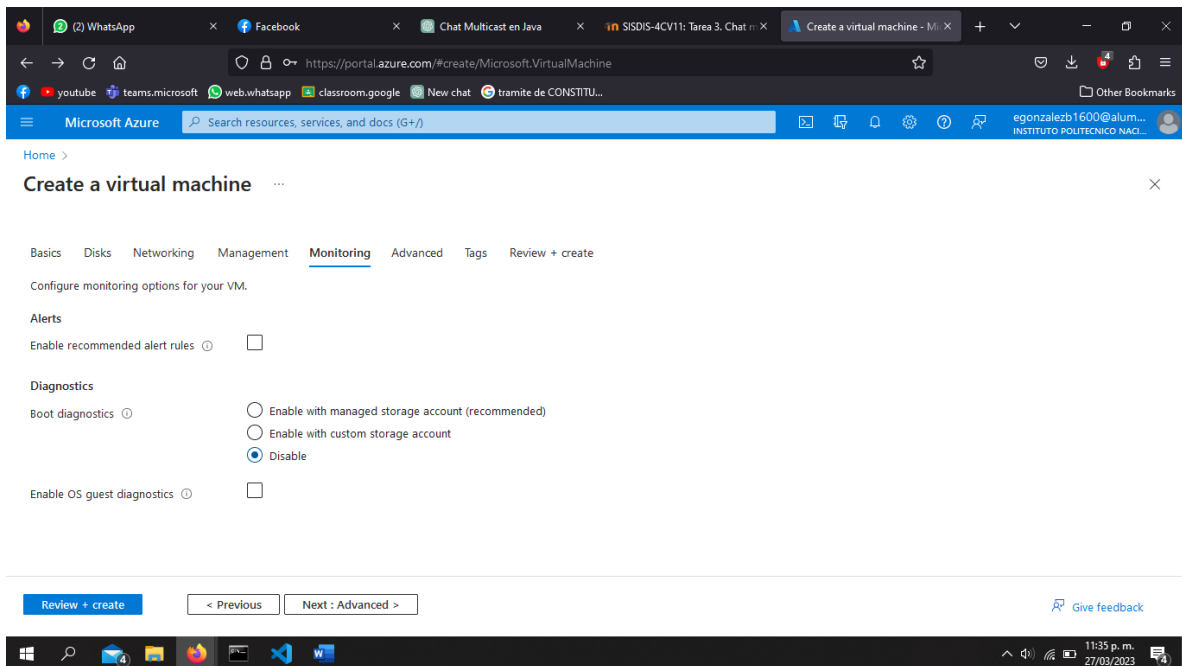 (2) WhatsApp
Facebook
Chat Multicast en Java
SISDIS-4CV11: Tarea 3. Chat m
Create a virtual machine - Mi
https://portal.azure.com/#create/Microsoft.VirtualMachine
4
youtube teams.microsoft web.whatsapp classroom.google New chat tramite de CONSTITU... Other Bookmarks
Microsoft Azure
Search resources, services, and docs (G+/)
egonzalezb1600@alum...
INSTITUTO POLITECNICO NACI...
Home >
Create a virtual machine ...
Basics Disks Networking Management Monitoring Advanced Tags Review + create
Configure monitoring options for your VM.
Alerts
Enable recommended alert rules
Diagnostics
Boot diagnostics
Enable with managed storage account (recommended)
Enable with custom storage account
Disable
Enable OS guest diagnostics
Review + create
< Previous
Next : Advanced >
Give feedback
4
11:35 p. m.
27/03/2023
4